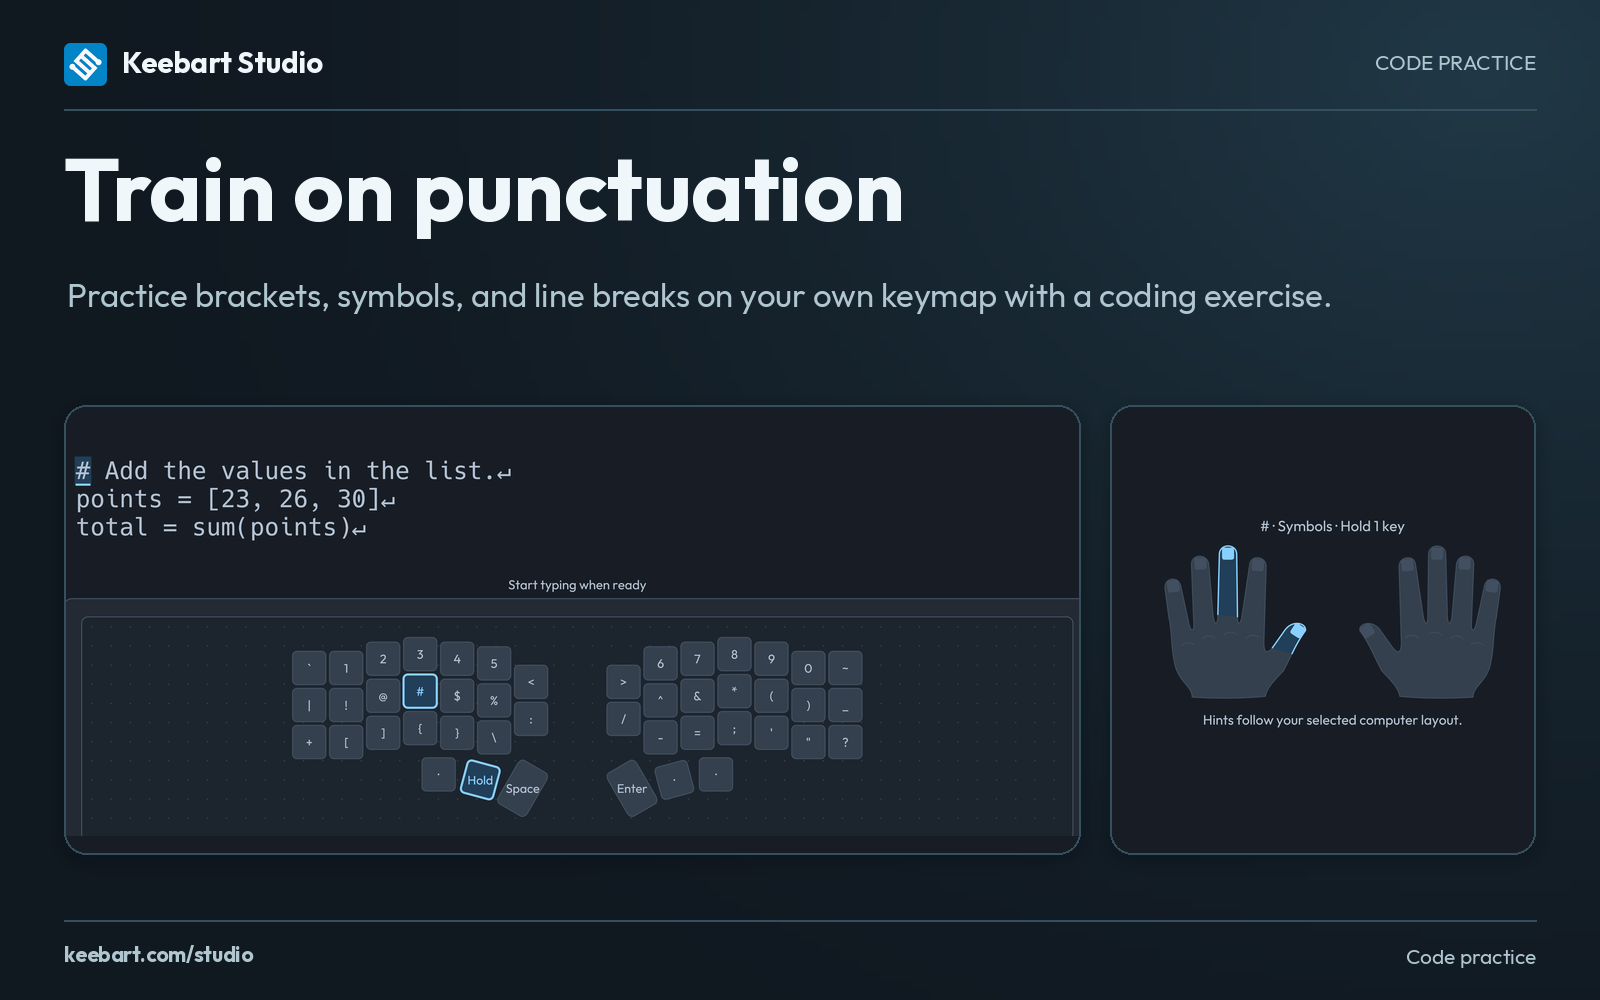 Keebart Studio
CODE PRACTICE
Train on punctuation
Practice brackets, symbols, and line breaks on your own keymap with a coding exercise.
# Add the values in the list.↵
points = [23, 26, 30]↵
total = sum(points)↵
Start typing when ready
` 1 2 3 4 5 <
> 6 7 8 9 0 ~
| ! @ # $ % :
/ ^ & * ( ) _
+ [ ] { } \
- = ; ' " ?
· Hold Space
Enter · ·
# · Symbols · Hold 1 key
Hints follow your selected computer layout.
keebart.com/studio
Code practice